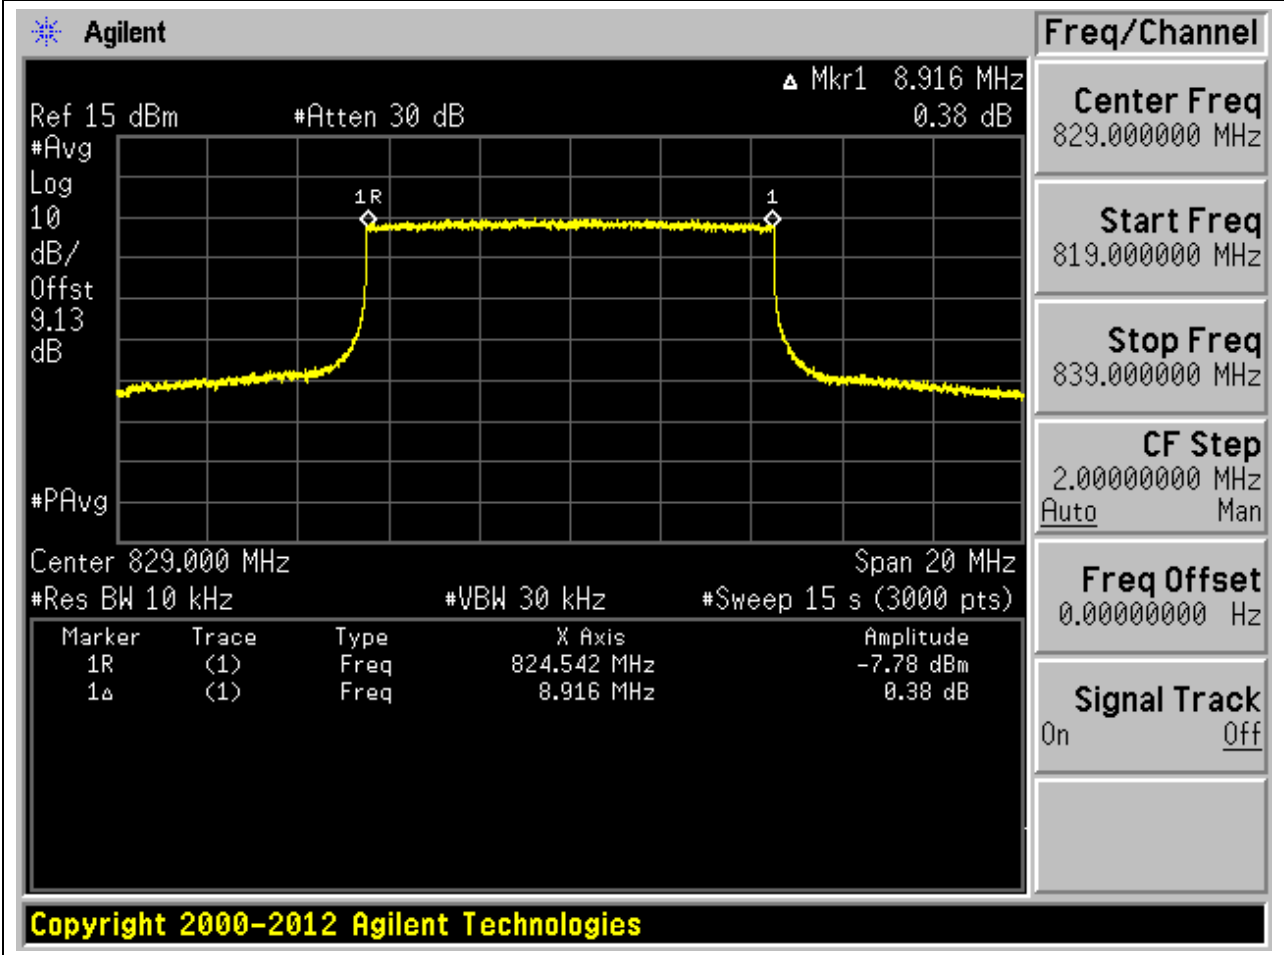 Agilent
Freq/Channel
Δ Mkr1 8.916 MHz
Ref 15 dBm #Atten 30 dB 0.38 dB
#Avg
Log
10
dB/
Offst
9.13
dB
1R
1
#PAvg
Center 829.000 MHz Span 20 MHz
#Res BW 10 kHz #VBW 30 kHz #Sweep 15 s (3000 pts)
Marker Trace Type X Axis Amplitude
1R (1) Freq 824.542 MHz -7.78 dBm
1Δ (1) Freq 8.916 MHz 0.38 dB
Center Freq
829.000000 MHz
Start Freq
819.000000 MHz
Stop Freq
839.000000 MHz
CF Step
2.00000000 MHz
Auto Man
Freq Offset
0.00000000 Hz
Signal Track
On Off
Copyright 2000-2012 Agilent Technologies